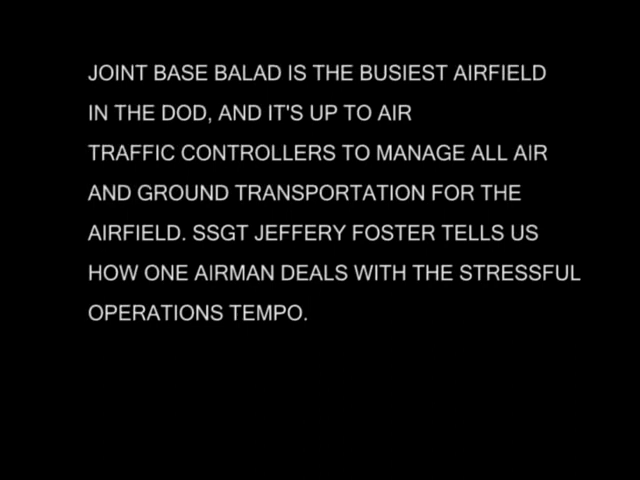 JOINT BASE BALAD IS THE BUSIEST AIRFIELD
IN THE DOD, AND IT'S UP TO AIR
TRAFFIC CONTROLLERS TO MANAGE ALL AIR
AND GROUND TRANSPORTATION FOR THE
AIRFIELD. SSGT JEFFERY FOSTER TELLS US
HOW ONE AIRMAN DEALS WITH THE STRESSFUL
OPERATIONS TEMPO.